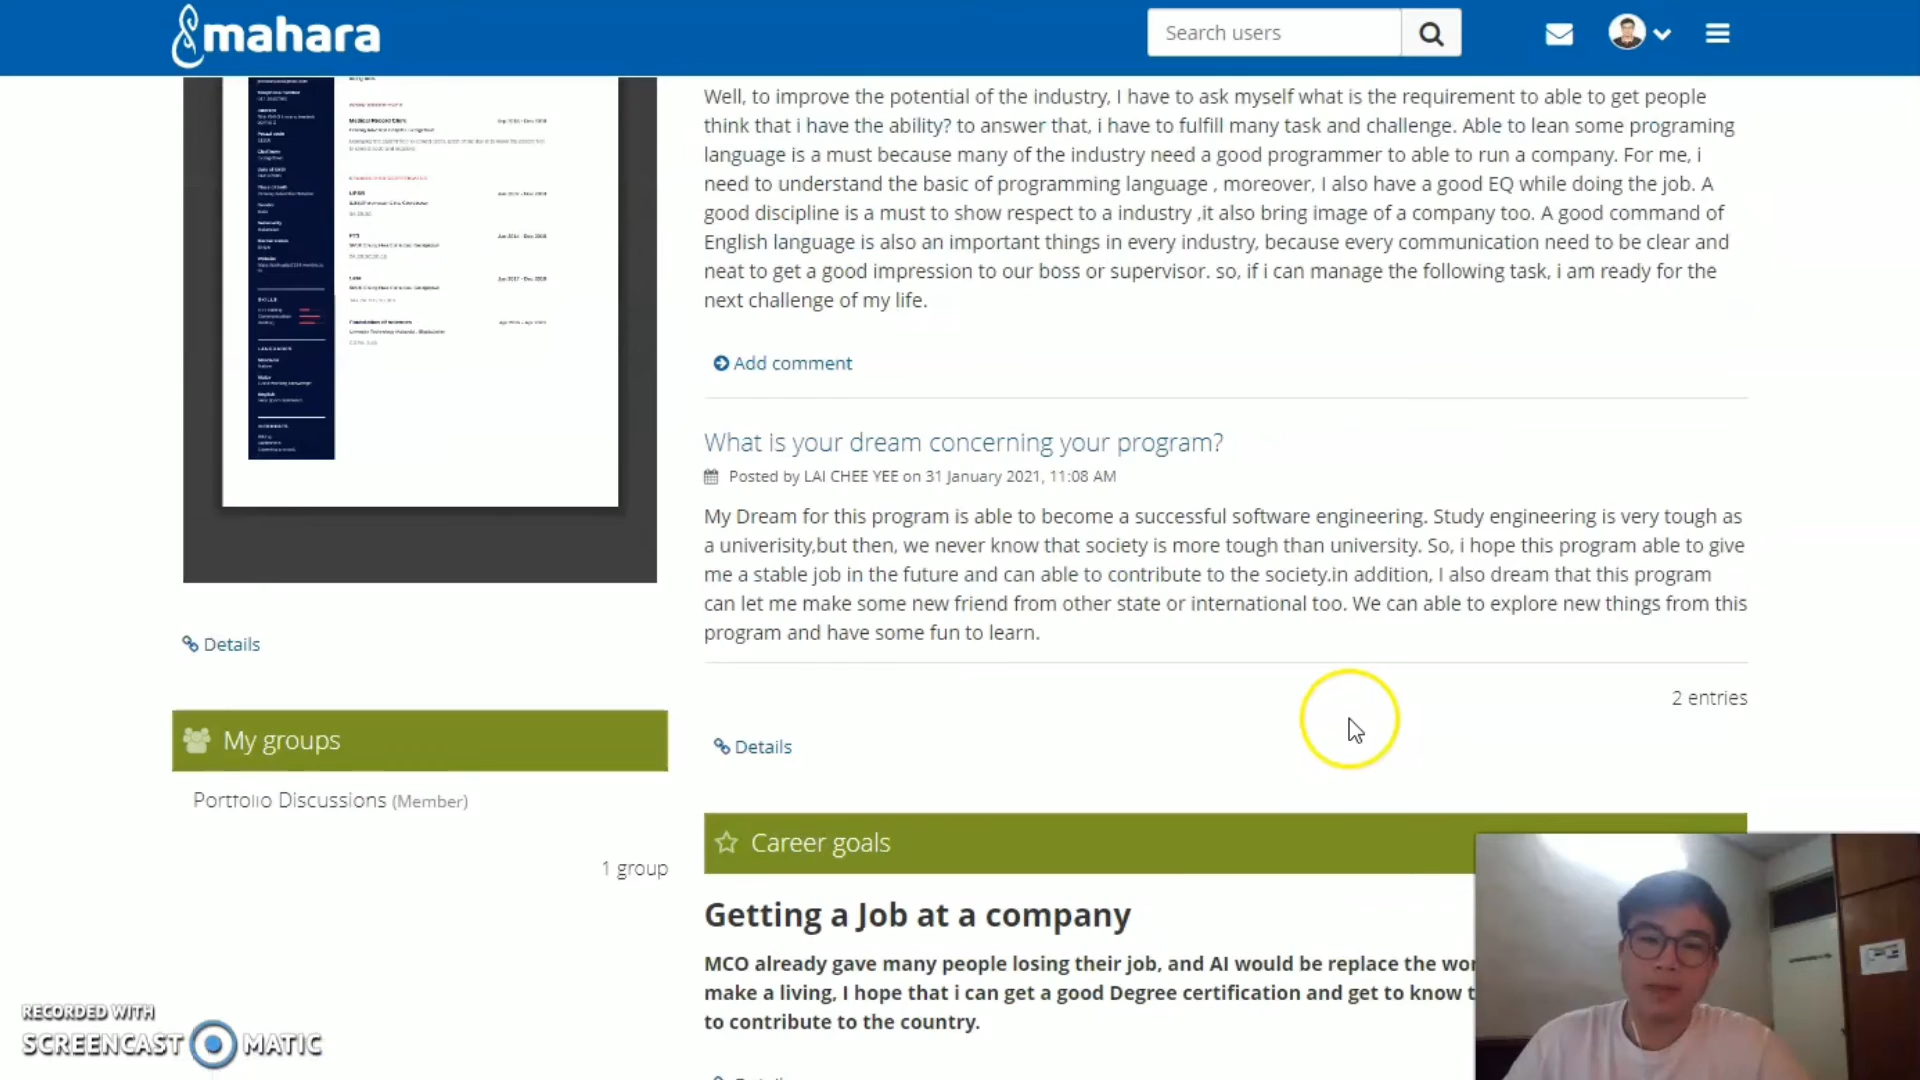 mahara
Search users
Well, to improve the potential of the industry, I have to ask myself what is the requirement to able to get people
think that i have the ability? to answer that, i have to fulfill many task and challenge. Able to lean some programing
language is a must because many of the industry need a good programmer to able to run a company. For me, i
need to understand the basic of programming language , moreover, I also have a good EQ while doing the job. A
good discipline is a must to show respect to a industry ,it also bring image of a company too. A good command of
English language is also an important things in every industry, because every communication need to be clear and
neat to get a good impression to our boss or supervisor. so, if i can manage the following task, i am ready for the
next challenge of my life.
Add comment
What is your dream concerning your program?
Posted by LAI CHEE YEE on 31 January 2021, 11:08 AM
My Dream for this program is able to become a successful software engineering. Study engineering is very tough as
a univerisity,but then, we never know that society is more tough than university. So, i hope this program able to give
me a stable job in the future and can able to contribute to the society.in addition, I also dream that this program
can let me make some new friend from other state or international too. We can able to explore new things from this
program and have some fun to learn.
2 entries
Details
Career goals
Getting a Job at a company
MCO already gave many people losing their job, and AI would be replace the
make a living, I hope that i can get a good Degree certification and get to know
to contribute to the country.
Medical Record Clerk
SKILLS
LANGUAGES
English
Foundation of sciences
Details
My groups
Portfolio Discussions (Member)
1 group
RECORDED WITH
SCREENCAST MATIC